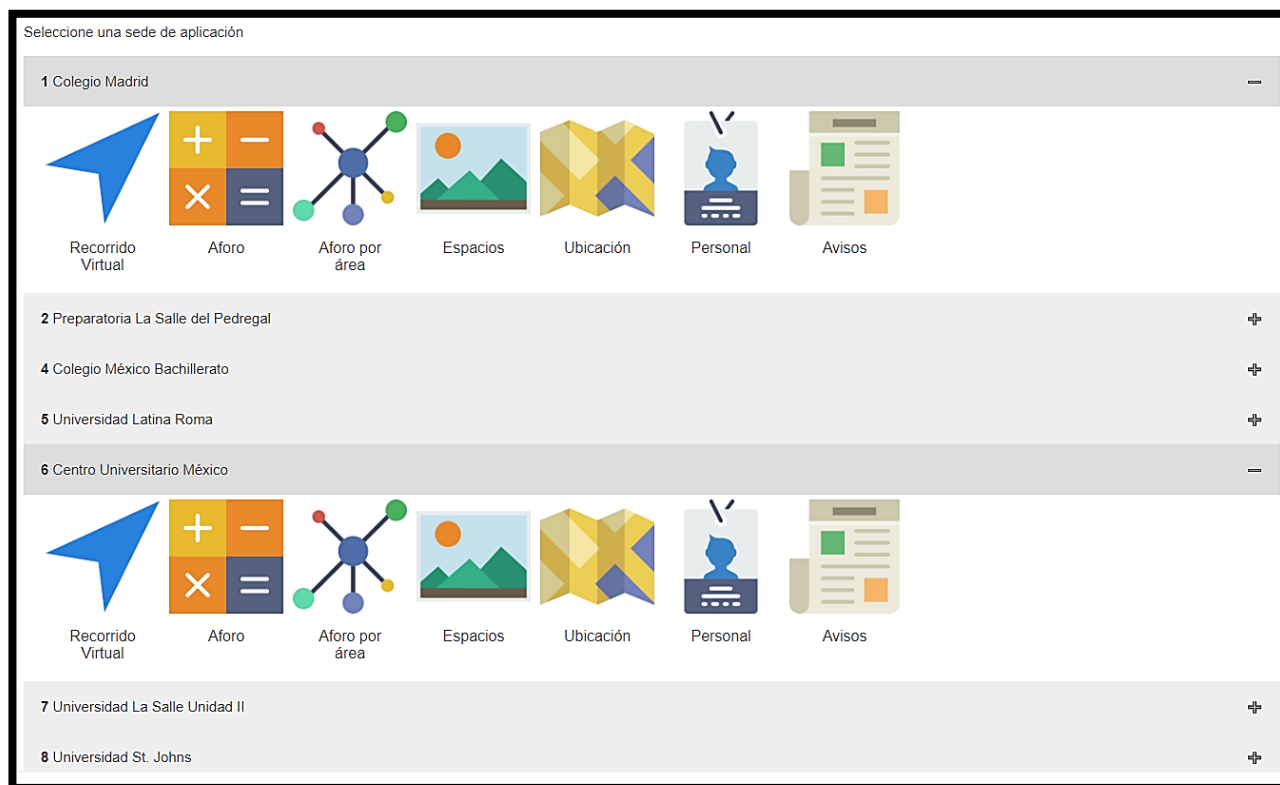 Seleccione una sede de aplicación
1 Colegio Madrid
Recorrido Virtual
Aforo
Aforo por área
Espacios
Ubicación
Personal
Avisos
2 Preparatoria La Salle del Pedregal
4 Colegio México Bachillerato
5 Universidad Latina Roma
6 Centro Universitario México
Recorrido Virtual
Aforo
Aforo por área
Espacios
Ubicación
Personal
Avisos
7 Universidad La Salle Unidad II
8 Universidad St. Johns